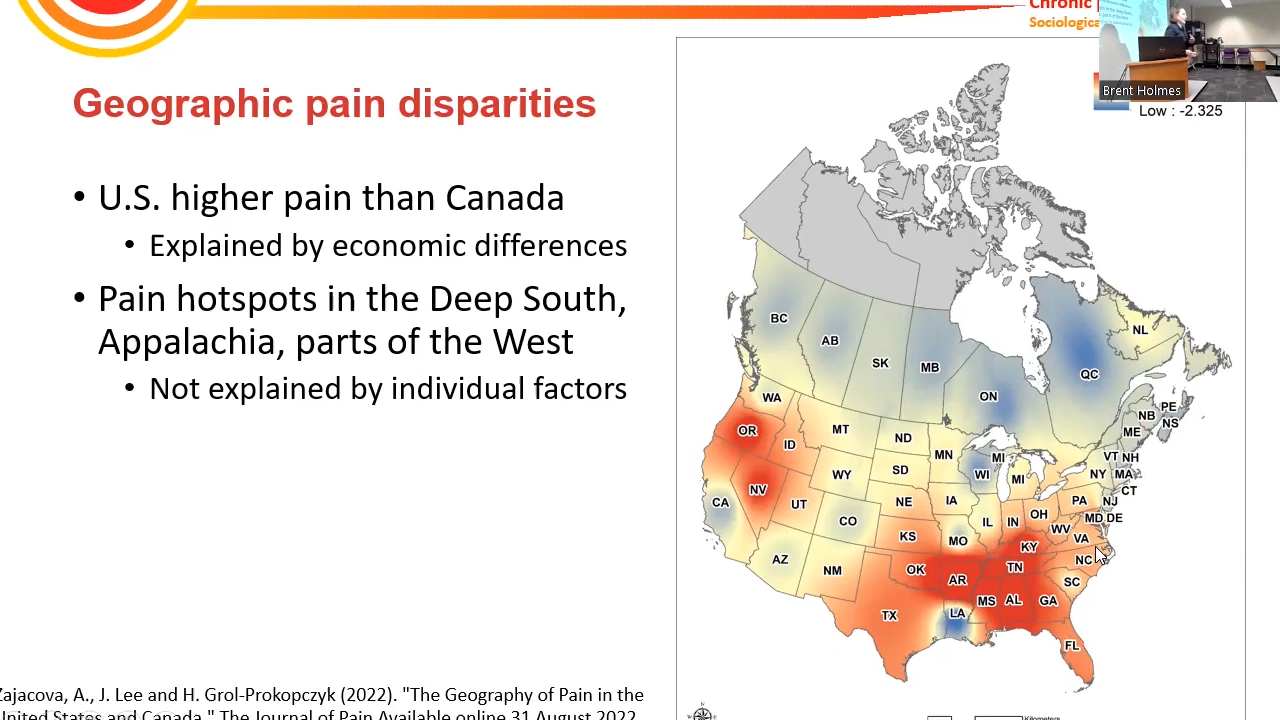 Chronic
Sociologica
Brent Holmes
Low : -2.325
Geographic pain disparities
• U.S. higher pain than Canada
• Explained by economic differences
• Pain hotspots in the Deep South,
Appalachia, parts of the West
• Not explained by individual factors
BC
AB
SK
MB
ON
QC
NL
NB
PE
NS
WA
OR
ID
MT
ND
MN
WI
MI
MI
ME
VT
NH
NY
MA
CT
WY
SD
IA
PA
NJ
CA
NV
UT
CO
NE
IL
IN
OH
MD
DE
WV
VA
KS
MO
KY
AZ
NM
OK
AR
TN
NC
SC
TX
LA
MS
AL
GA
FL
Zajacova, A., J. Lee and H. Grol-Prokopczyk (2022). "The Geography of Pain in the
United States and Canada." The Journal of Pain Available online 31 August 2022
Kilometers